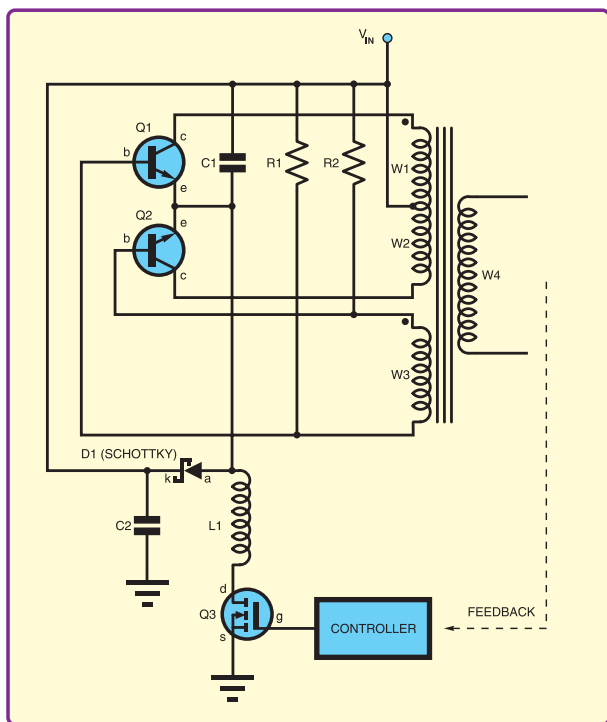 VIN
Q1
c
b
e
C1
R1
R2
W1
Q2
e
b
c
W2
W4
W3
D1 (SCHOTTKY)
k
a
C2
L1
d
Q3
g
s
CONTROLLER
FEEDBACK